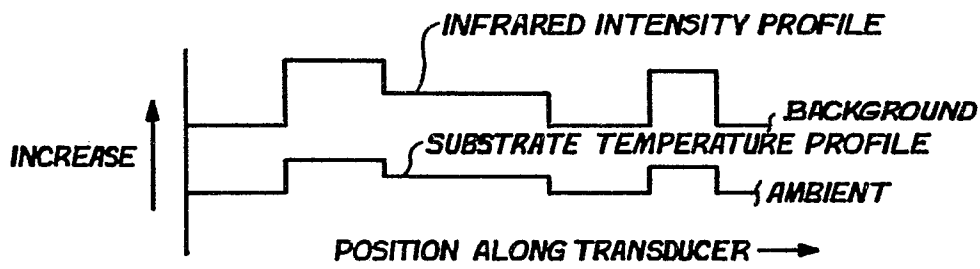 INFRARED INTENSITY PROFILE
BACKGROUND
SUBSTRATE TEMPERATURE PROFILE
INCREASE
AMBIENT
POSITION ALONG TRANSDUCER